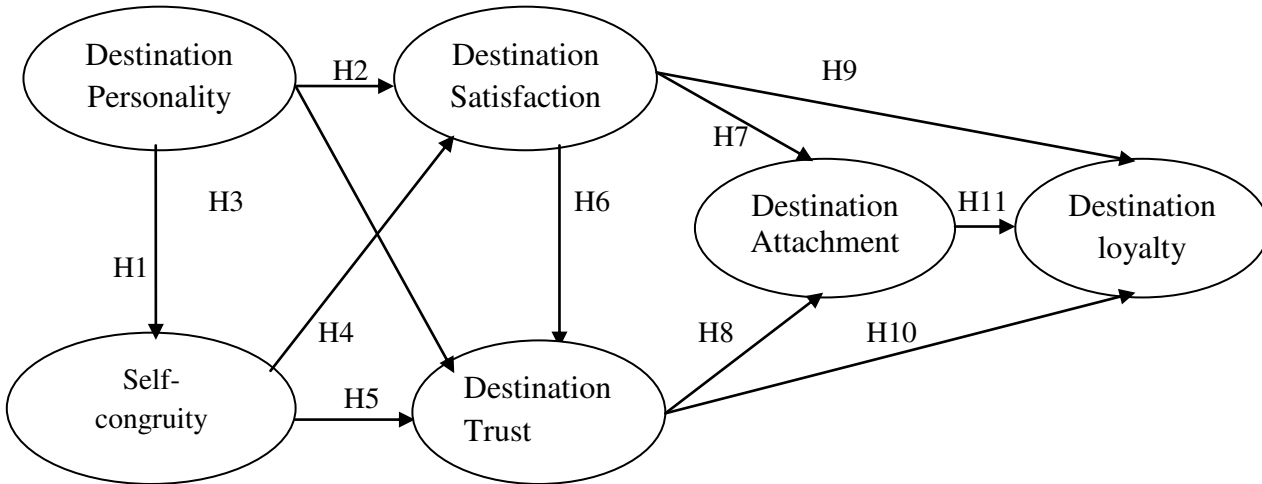 Destination
Personality
H2
Destination
Satisfaction
H9
H7
H3
H6
Destination
Attachment
H11
Destination
loyalty
H1
H4
H8
H10
Self-
congruity
H5
Destination
Trust